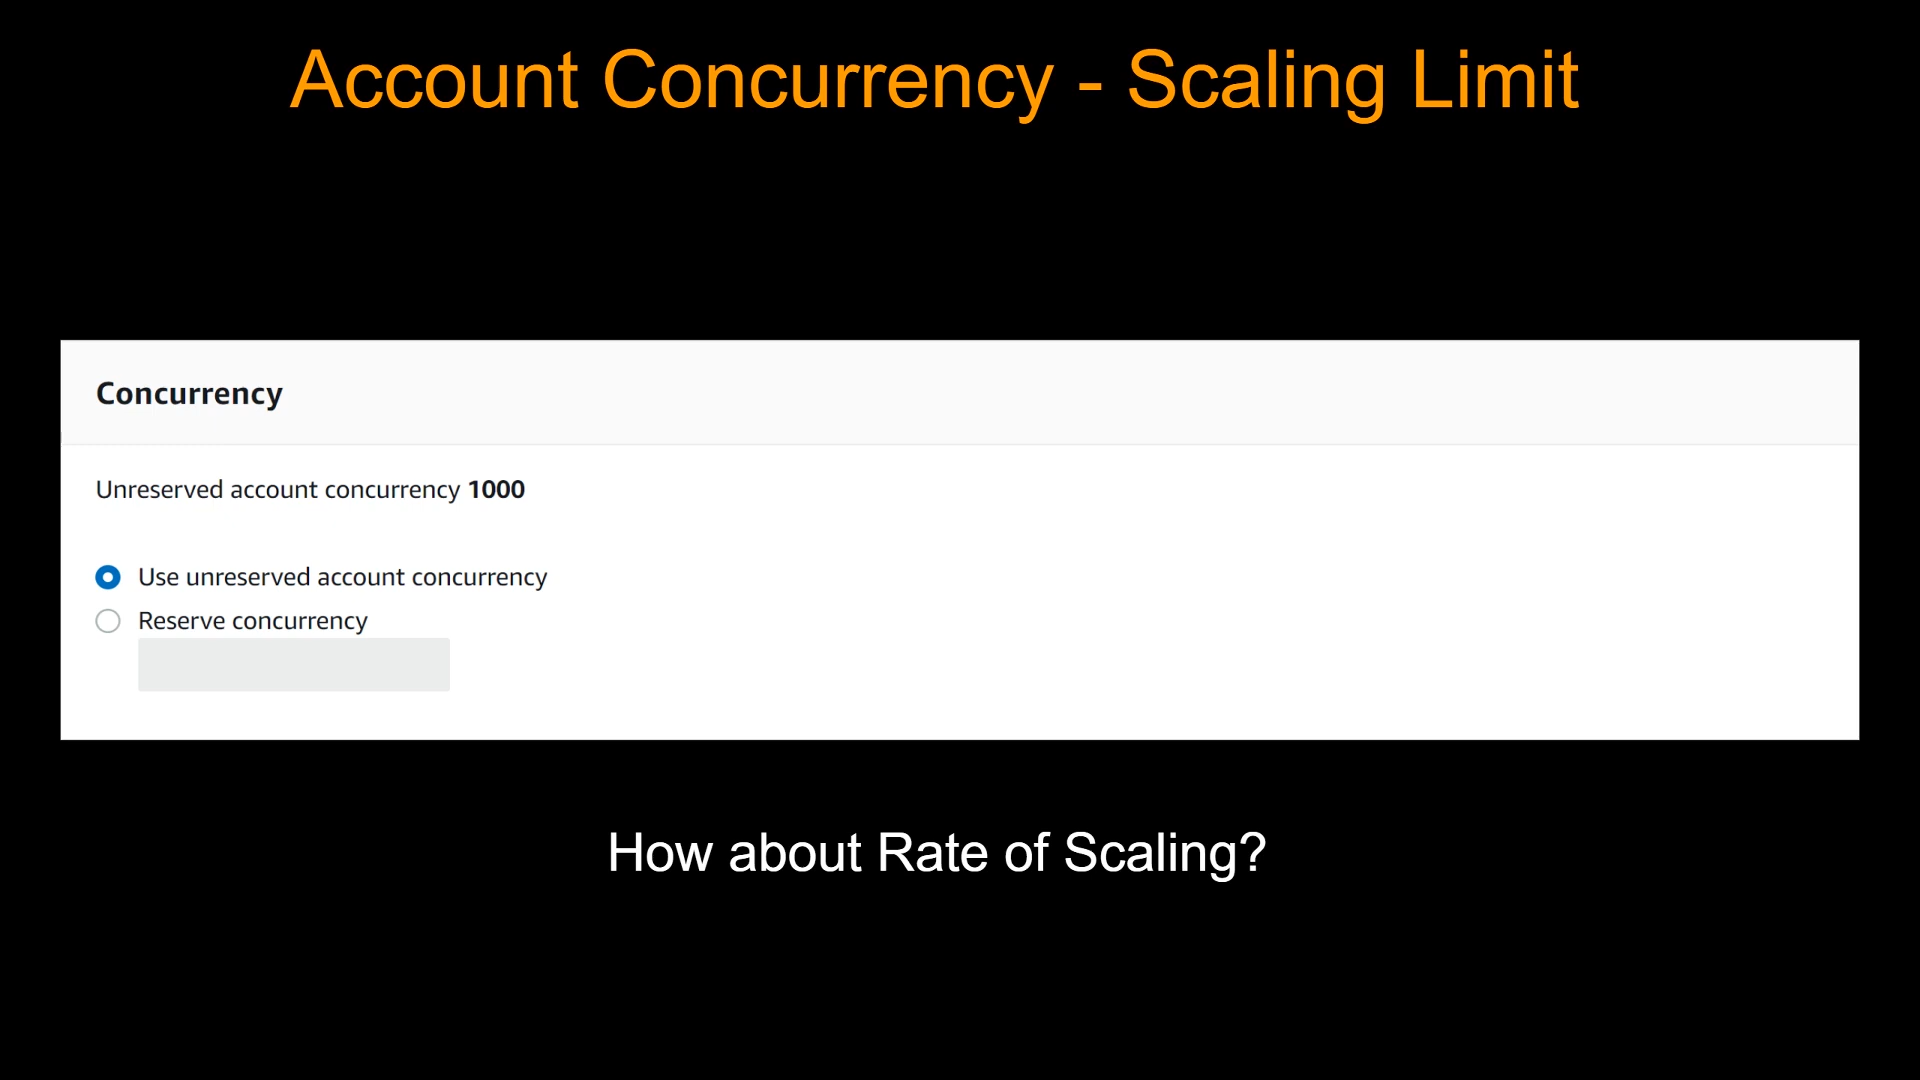 Account Concurrency - Scaling Limit
Concurrency
Unreserved account concurrency 1000
Use unreserved account concurrency
Reserve concurrency
How about Rate of Scaling?